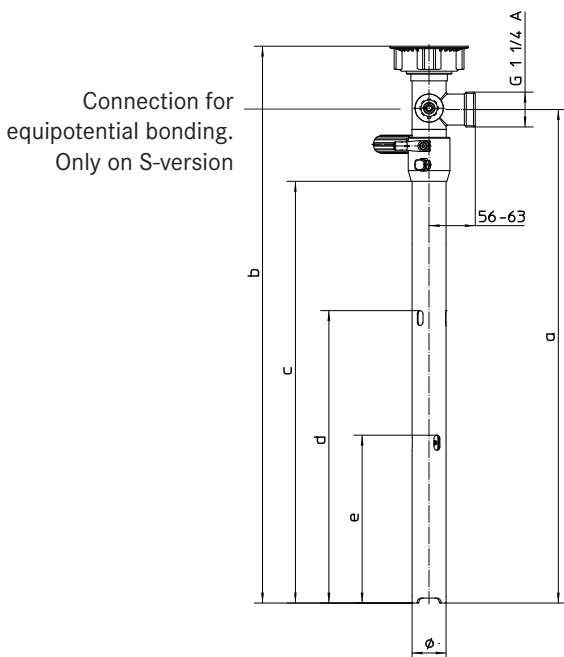 G 1 1/4 A
Connection for
equipotential bonding.
Only on S-version
56-63
b
a
c
d
e
ø